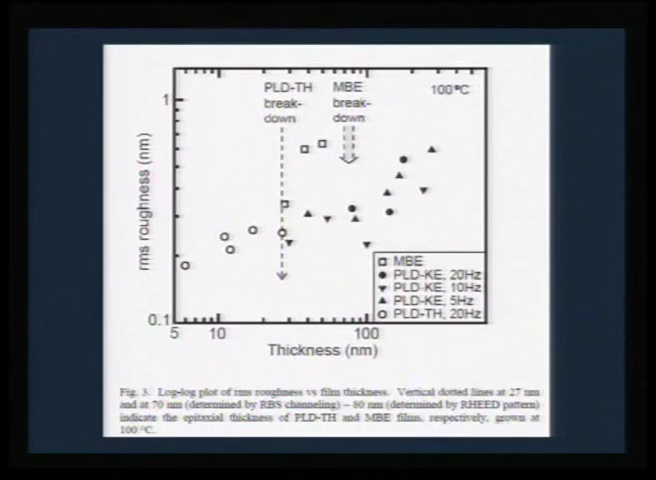 PLD-TH
break-
down
MBE
break-
down
100°C
1
0.1
rms roughness (nm)
5
10
100
Thickness (nm)
MBE
PLD-KE, 20Hz
PLD-KE, 10Hz
PLD-KE, 5Hz
PLD-TH, 20Hz
Fig. 3. Log-log plot of rms roughness vs film thickness. Vertical dotted lines at 27 nm
and at 70 nm (determined by RBS channeling) – 80 nm (determined by RHEED pattern)
indicate the epitaxial thickness of PLD-TH and MBE films, respectively, grown at
100 °C.